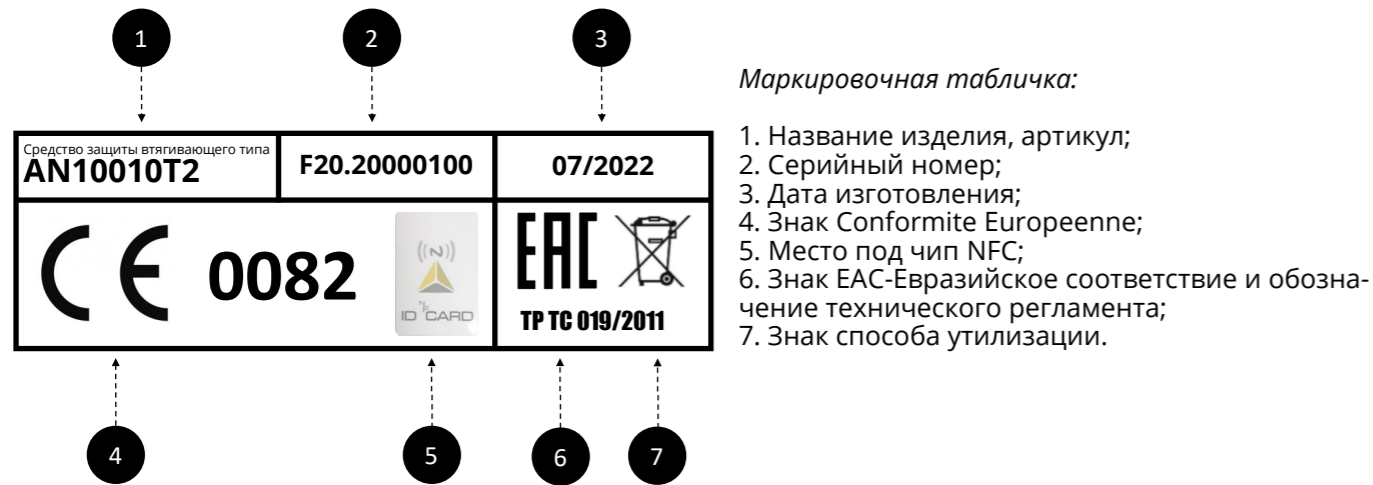 1
2
3
Средство защиты втягивающего типа
AN10010T2
F20.20000100
07/2022
CE 0082
((N))
NF
ID CARD
EAC
ТР ТС 019/2011
4
5
6
7
Маркировочная табличка:
1. Название изделия, артикул;
2. Серийный номер;
3. Дата изготовления;
4. Знак Conformite Europeenne;
5. Место под чип NFC;
6. Знак EAC-Евразийское соответствие и обозна-
чение технического регламента;
7. Знак способа утилизации.